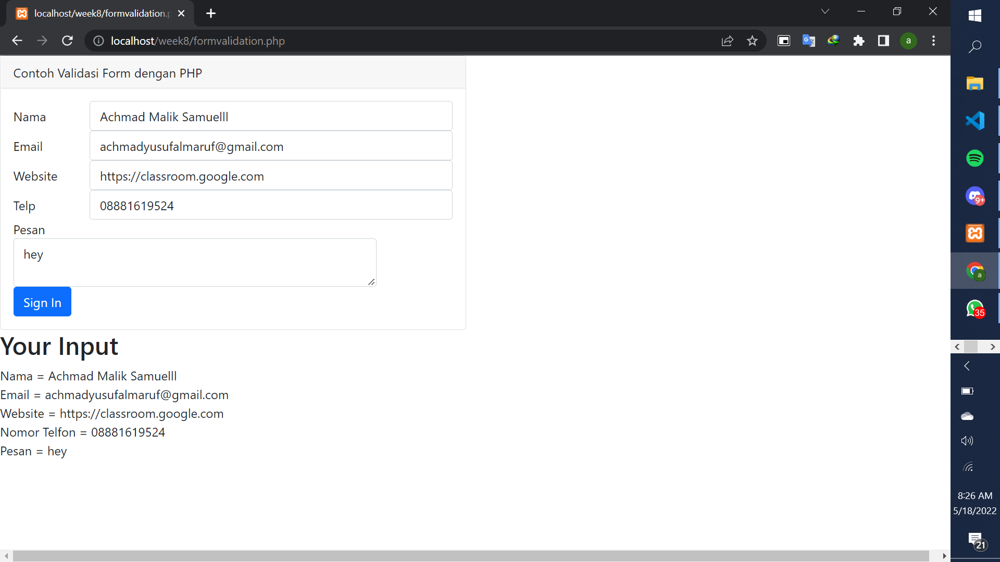 localhost/week8/formvalidation.p
localhost/week8/formvalidation.php
a
Contoh Validasi Form dengan PHP
Nama
Achmad Malik Samuelll
Email
achmadyusufalmaruf@gmail.com
Website
https://classroom.google.com
Telp
08881619524
Pesan
hey
Sign In
Your Input
Nama = Achmad Malik Samuelll
Email = achmadyusufalmaruf@gmail.com
Website = https://classroom.google.com
Nomor Telfon = 08881619524
Pesan = hey
9+
a
35
8:26 AM
5/18/2022
21